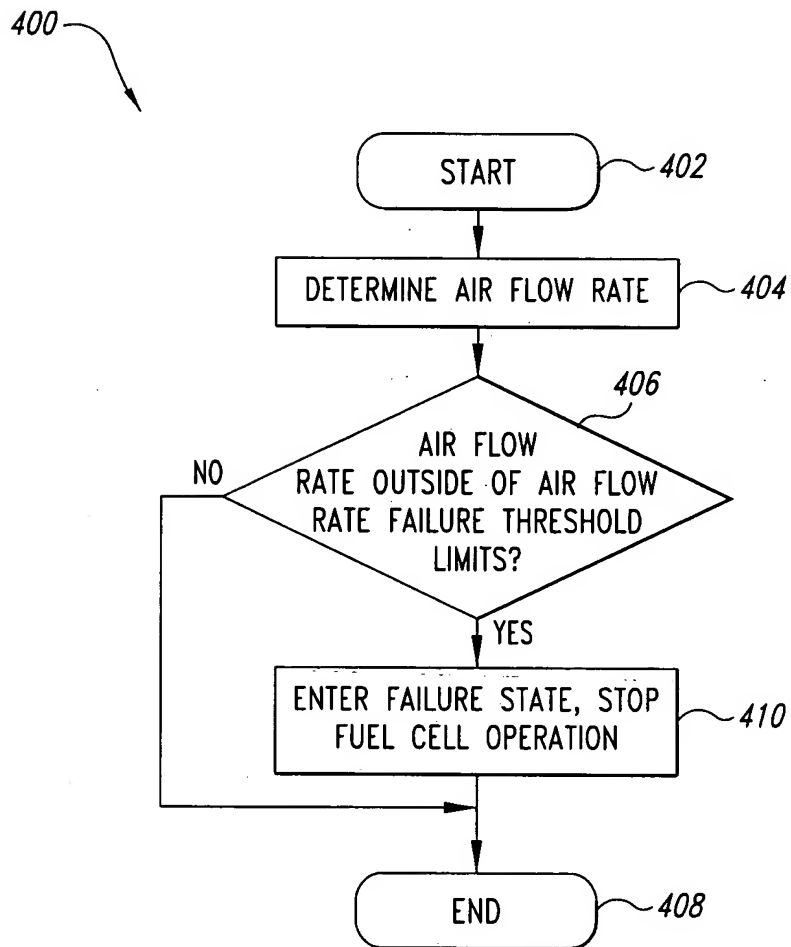 400
START
402
DETERMINE AIR FLOW RATE
404
406
AIR FLOW
RATE OUTSIDE OF AIR FLOW
RATE FAILURE THRESHOLD
LIMITS?
NO
YES
ENTER FAILURE STATE, STOP
FUEL CELL OPERATION
410
END
408